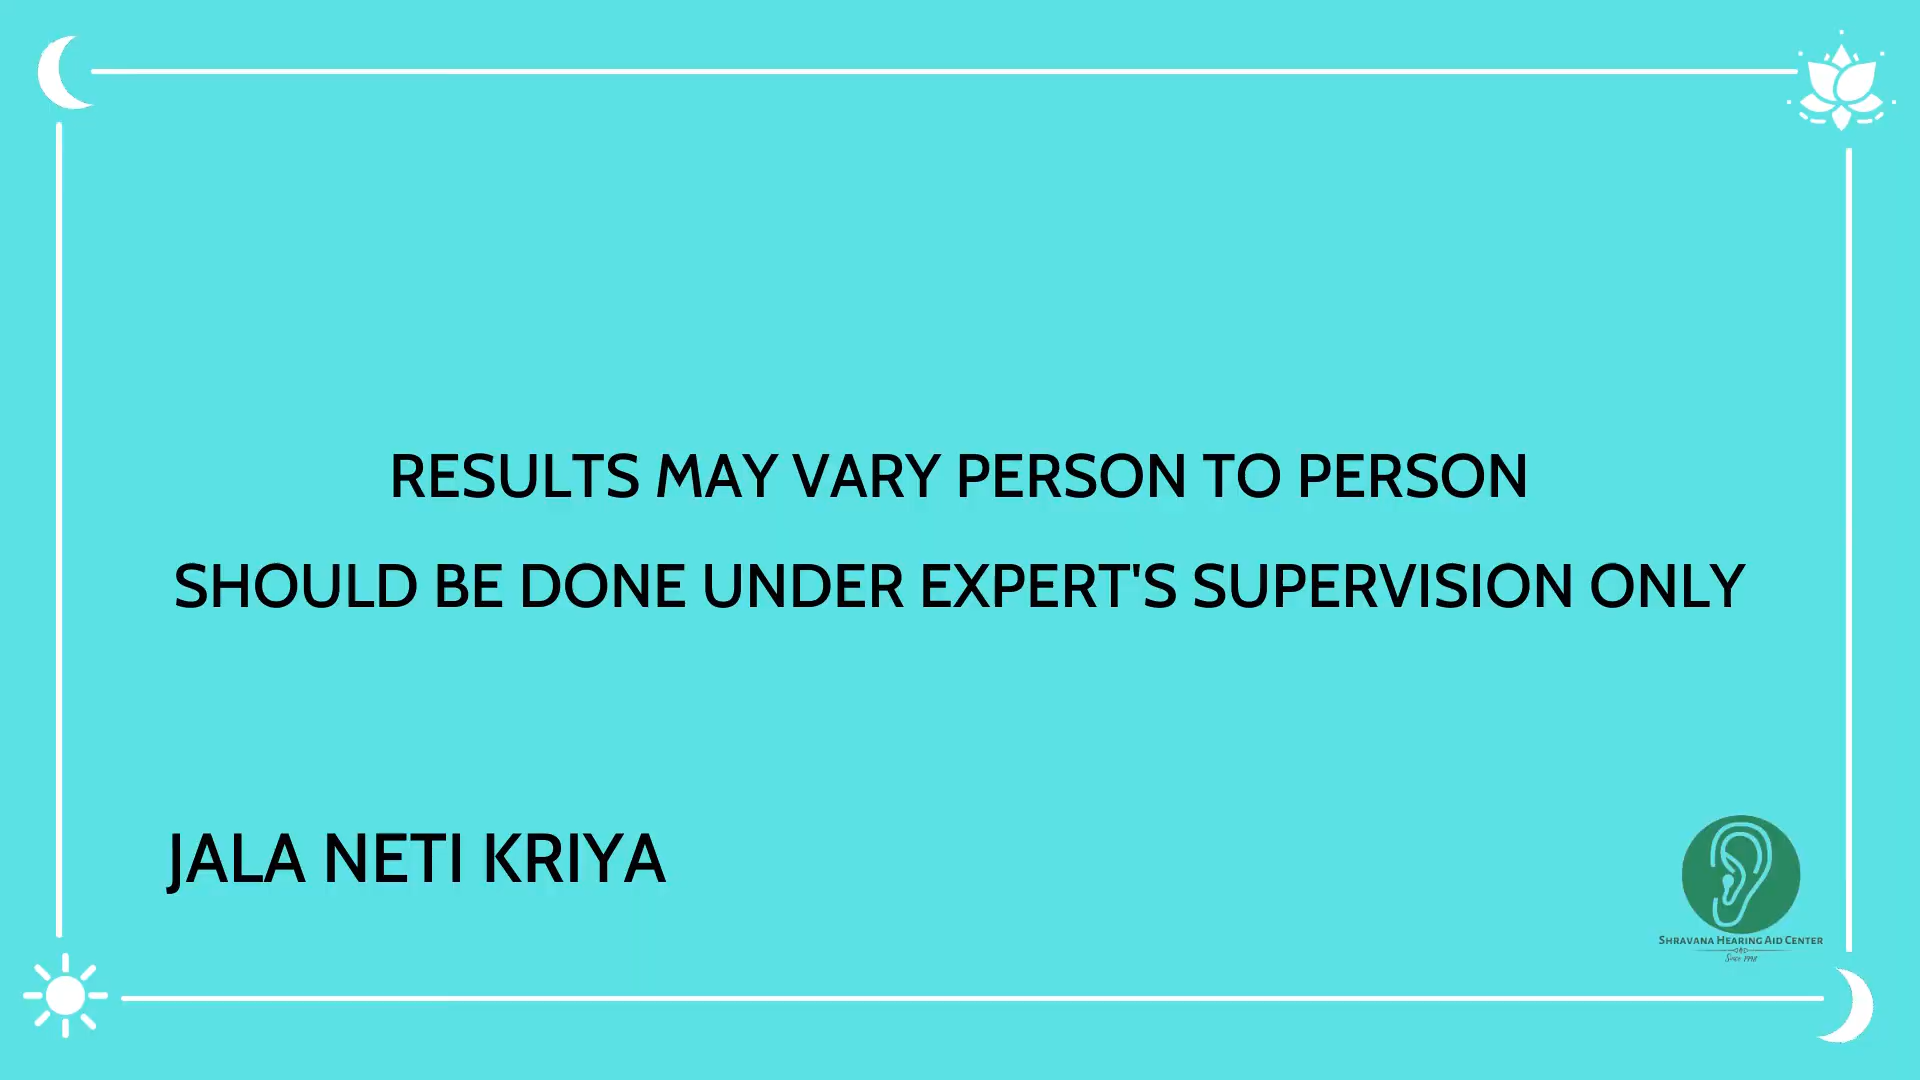 RESULTS MAY VARY PERSON TO PERSON
SHOULD BE DONE UNDER EXPERT'S SUPERVISION ONLY
JALA NETI KRIYA
SHRAVANA HEARING AID CENTER
Since